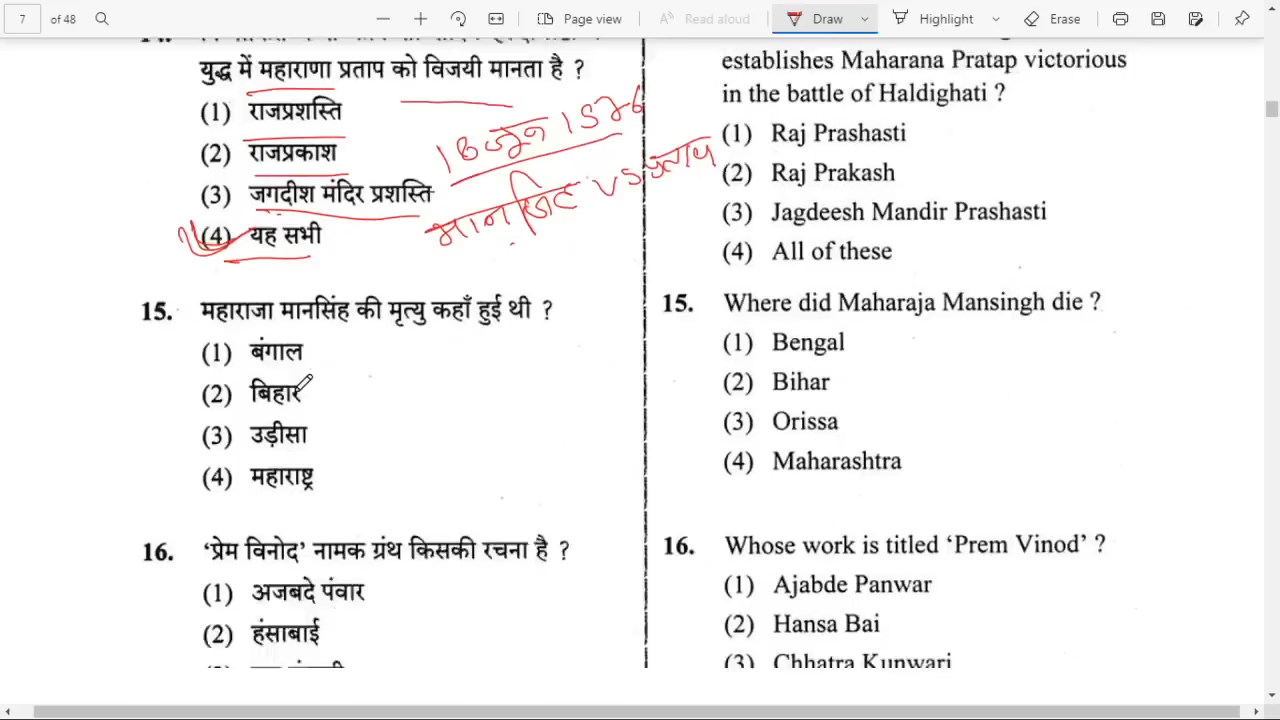 7 of 48 Page view Read aloud Draw Highlight Erase
युद्ध में महाराणा प्रताप को विजयी मानता है ?
(1) राजप्रशस्ति
(2) राजप्रकाश
(3) जगदीश मंदिर प्रशस्ति
(4) यह सभी
18 जून 1576
मानसिंह VS प्रताप
15. महाराजा मानसिंह की मृत्यु कहाँ हुई थी ?
(1) बंगाल
(2) बिहार
(3) उड़ीसा
(4) महाराष्ट्र
16. ‘प्रेम विनोद’ नामक ग्रंथ किसकी रचना है ?
(1) अजबदे पंवार
(2) हंसाबाई
establishes Maharana Pratap victorious
in the battle of Haldighati ?
(1) Raj Prashasti
(2) Raj Prakash
(3) Jagdeesh Mandir Prashasti
(4) All of these
15. Where did Maharaja Mansingh die ?
(1) Bengal
(2) Bihar
(3) Orissa
(4) Maharashtra
16. Whose work is titled ‘Prem Vinod’ ?
(1) Ajabde Panwar
(2) Hansa Bai
(3) Chhatra Kunwari